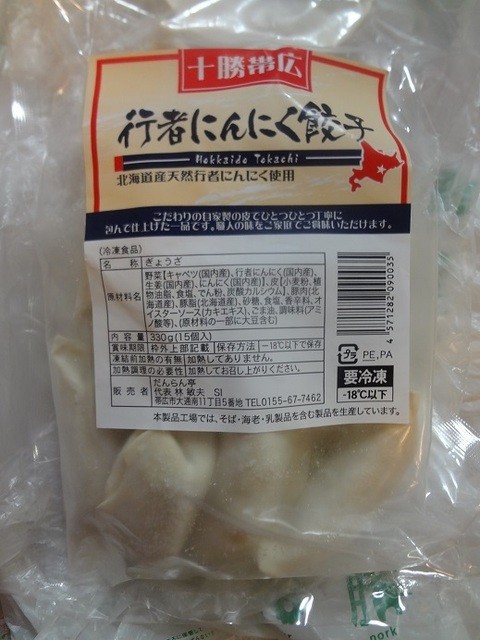 十勝帯広
行者にんにく餃子
Hokkaido Tokachi
北海道産天然行者にんにく使用
こだわりの自家製の皮でひとつひとつ丁寧に
包んで仕上げた一品です。職人の味をご家庭でご賞味いただけます。
(冷凍食品)
名 称 ぎょうざ
原材料名 野菜【キャベツ(国内産)、行者にんにく(国内産)、
生姜(国内産)、にんにく(国内産)】、皮【小麦粉、植
物油脂、食塩、でん粉、炭酸カルシウム】、豚肉(北
海道産)、豚脂(北海道産)、砂糖、食塩、香辛料、オ
イスターソース(カキエキス)、ごま油、調味料(アミ
ノ酸等)、(原材料の一部に大豆含む)
内 容 量 330g(15個入)
賞味期限 枠外上部記載 保存方法 -18℃以下で保存
凍結前加熱の有無 加熱してありません。
加熱調理の必要性 加熱してお召し上がりください。
販 売 者 だんらん亭
代表 林 敏夫 SI
帯広市大通南11丁目5番地 TEL0155-67-7462
4 571282 090035
プラ PE,PA
要冷凍
-18℃以下
本製品工場では、そば・海老・乳製品を含む製品を生産しています。
pork